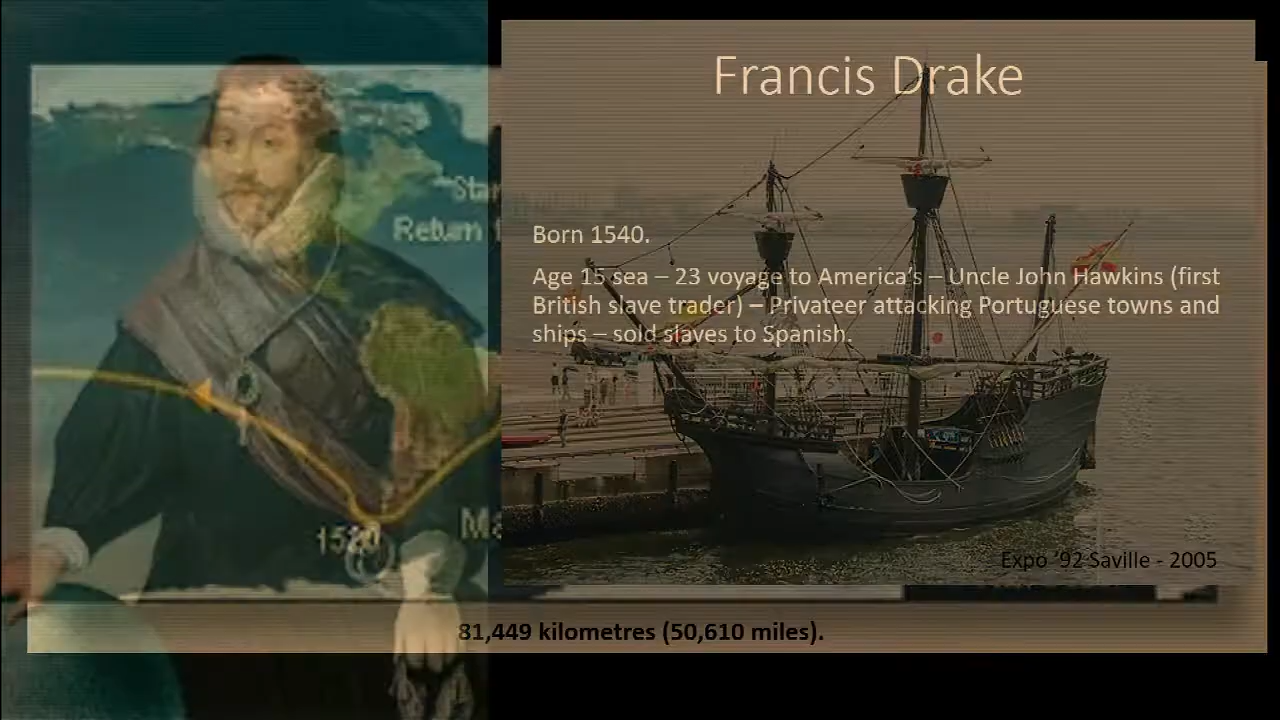 Francis Drake
Return
Born 1540.
Age 15 sea – 23 voyage to America's – Uncle John Hawkins (first
British slave trader) – Privateer attacking Portuguese towns and
ships – sold slaves to Spanish.
Expo '92 Saville - 2005
81,449 kilometres (50,610 miles).